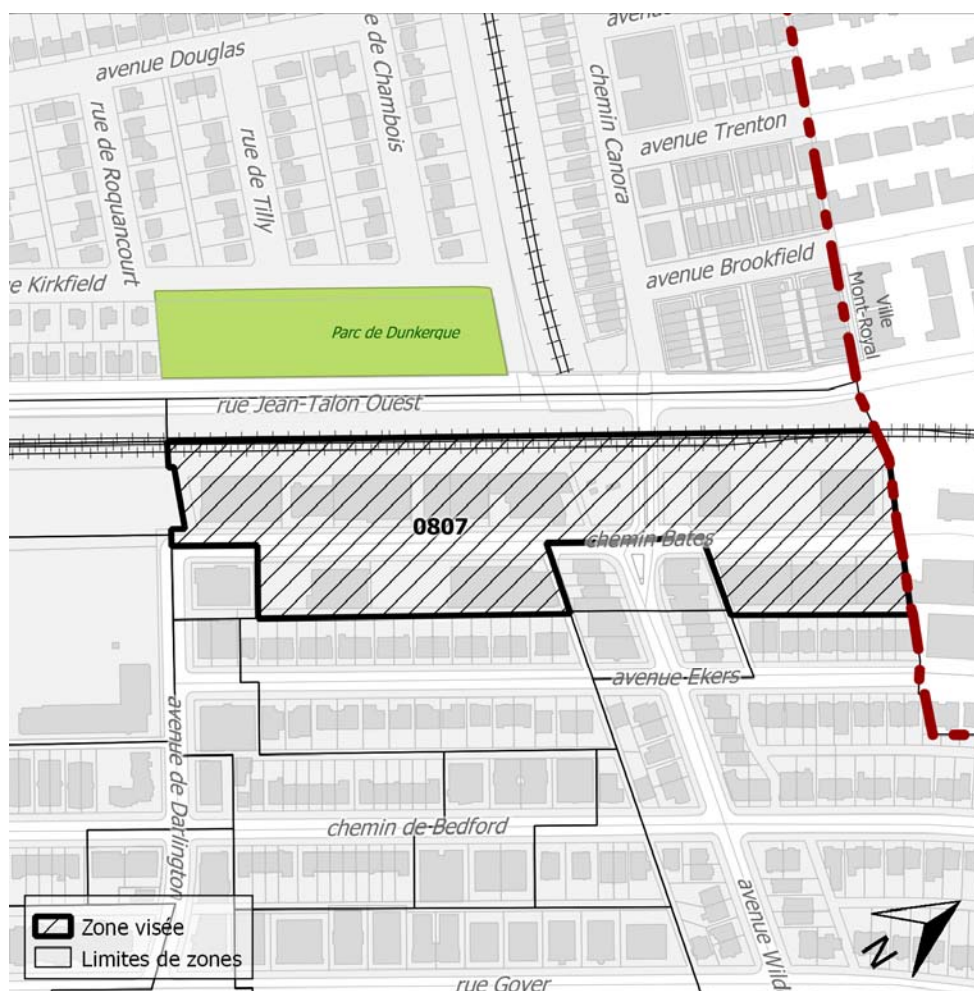 avenue
avenue Douglas
e de Chambois
chemin Canora
rue de Roquancourt
rue de Tilly
avenue Trenton
avenue Brookfield
e Kirkfield
Parc de Dunkerque
Ville
Mont-Royal
rue Jean-Talon Ouest
0807
chemin Bates
avenue Ekers
avenue de Darlington
chemin de Bedford
avenue Wild
rue Goyer
Zone visée
Limites de zones
N